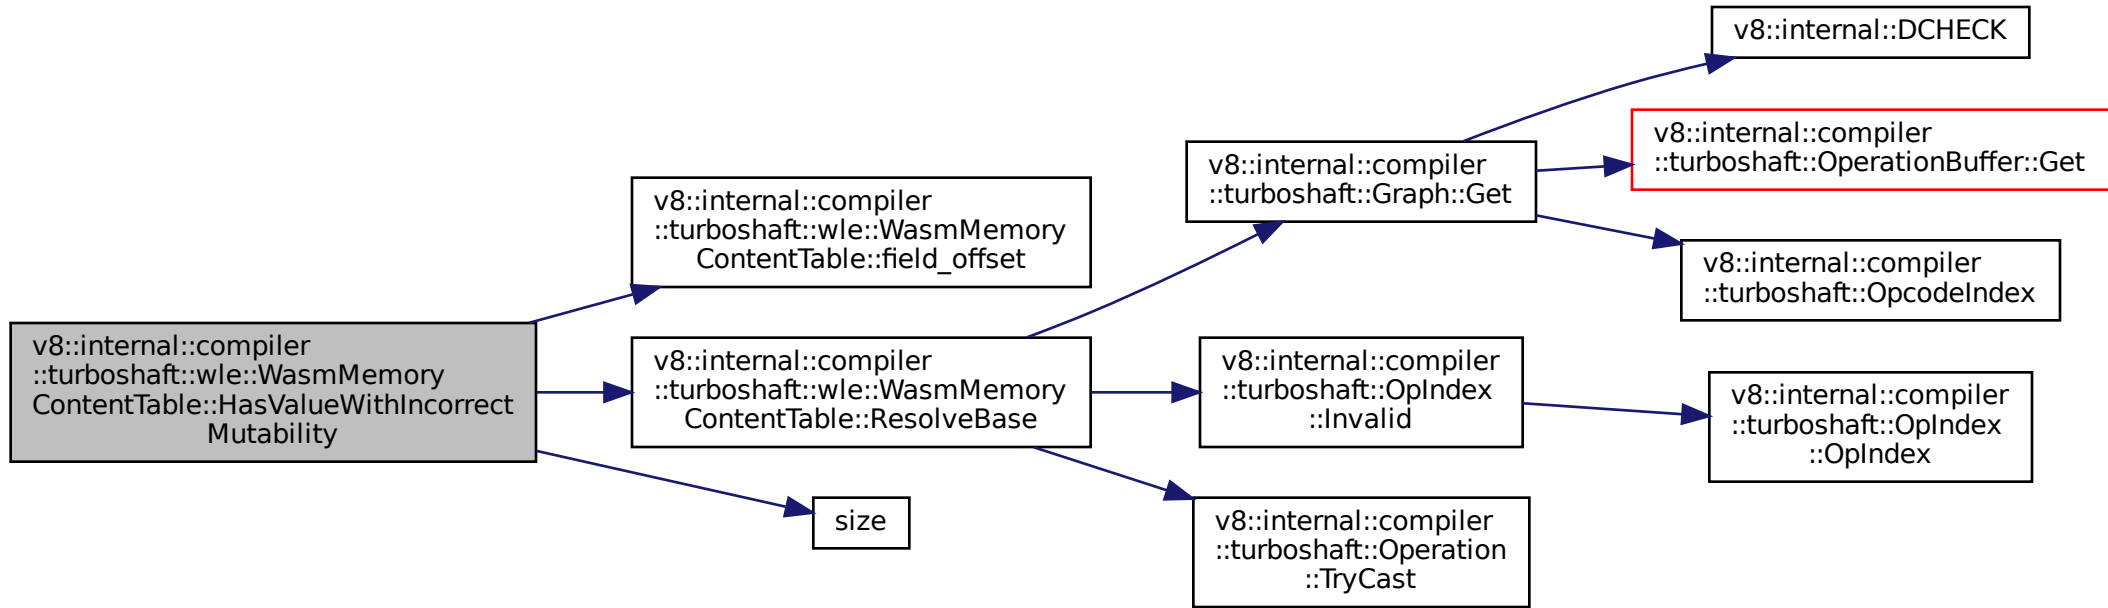 v8::internal::compiler
::turboshaft::wle::WasmMemory
ContentTable::HasValueWithIncorrect
Mutability
v8::internal::compiler
::turboshaft::wle::WasmMemory
ContentTable::field_offset
v8::internal::compiler
::turboshaft::wle::WasmMemory
ContentTable::ResolveBase
size
v8::internal::compiler
::turboshaft::Graph::Get
v8::internal::compiler
::turboshaft::OpIndex
::Invalid
v8::internal::compiler
::turboshaft::Operation
::TryCast
v8::internal::DCHECK
v8::internal::compiler
::turboshaft::OperationBuffer::Get
v8::internal::compiler
::turboshaft::OpcodeIndex
v8::internal::compiler
::turboshaft::OpIndex
::OpIndex